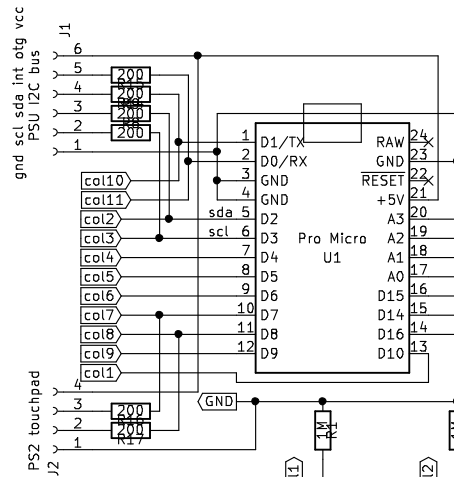 J1
gnd scl sda int otg vcc
PSU I2C bus
6
5
4
3
2
1
200
200
200
200
col10
col11
col2
col3
col4
col5
col6
col7
col8
col9
col1
sda
scl
1
2
3
4
5
6
7
8
9
10
11
12
D1/TX
D0/RX
GND
GND
D2
D3
D4
D5
D6
D7
D8
D9
Pro Micro
U1
RAW
GND
RESET
+5V
A3
A2
A1
A0
D15
D14
D16
D10
24
23
22
21
20
19
18
17
16
15
14
13
PS2 touchpad
J2
4
3
2
1
200
R16
200
R17
GND
1M
R1